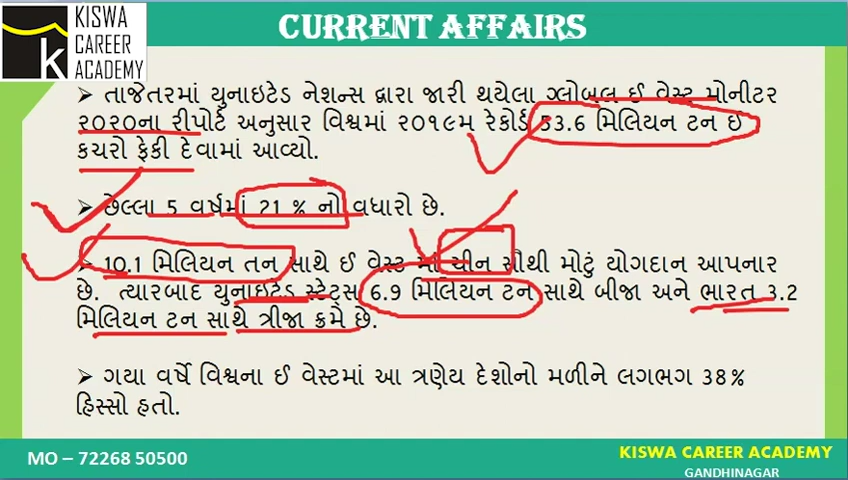 KISWA
CAREER
ACADEMY
k
CURRENT AFFAIRS
➤ તાજેતરમાં યુનાઇટેડ નેશન્સ દ્વારા જારી થયેલા ગ્લોબલ ઈ વેસ્ટ મોનીટર
૨૦૨૦ના રીપોર્ટ અનુસાર વિશ્વમાં ૨૦૧૯મ રેકોર્ડ 53.6 મિલિયન ટન ઈ
કચરો ફેકી દેવામાં આવ્યો.
➤ છેલ્લા 5 વર્ષમાં 21 % નો વધારો છે.
➤ 10.1 મિલિયન તન સાથે ઈ વેસ્ટ માં ચીન સૌથી મોટું યોગદાન આપનાર
છે. ત્યારબાદ યુનાઈટેડ સ્ટેટ્સ 6.9 મિલિયન ટન સાથે બીજા અને ભારત 3.2
મિલિયન ટન સાથે ત્રીજા ક્રમે છે.
➤ ગયા વર્ષે વિશ્વના ઈ વેસ્ટમાં આ ત્રણેય દેશોનો મળીને લગભગ 38%
હિસ્સો હતો.
MO – 72268 50500
KISWA CAREER ACADEMY
GANDHINAGAR